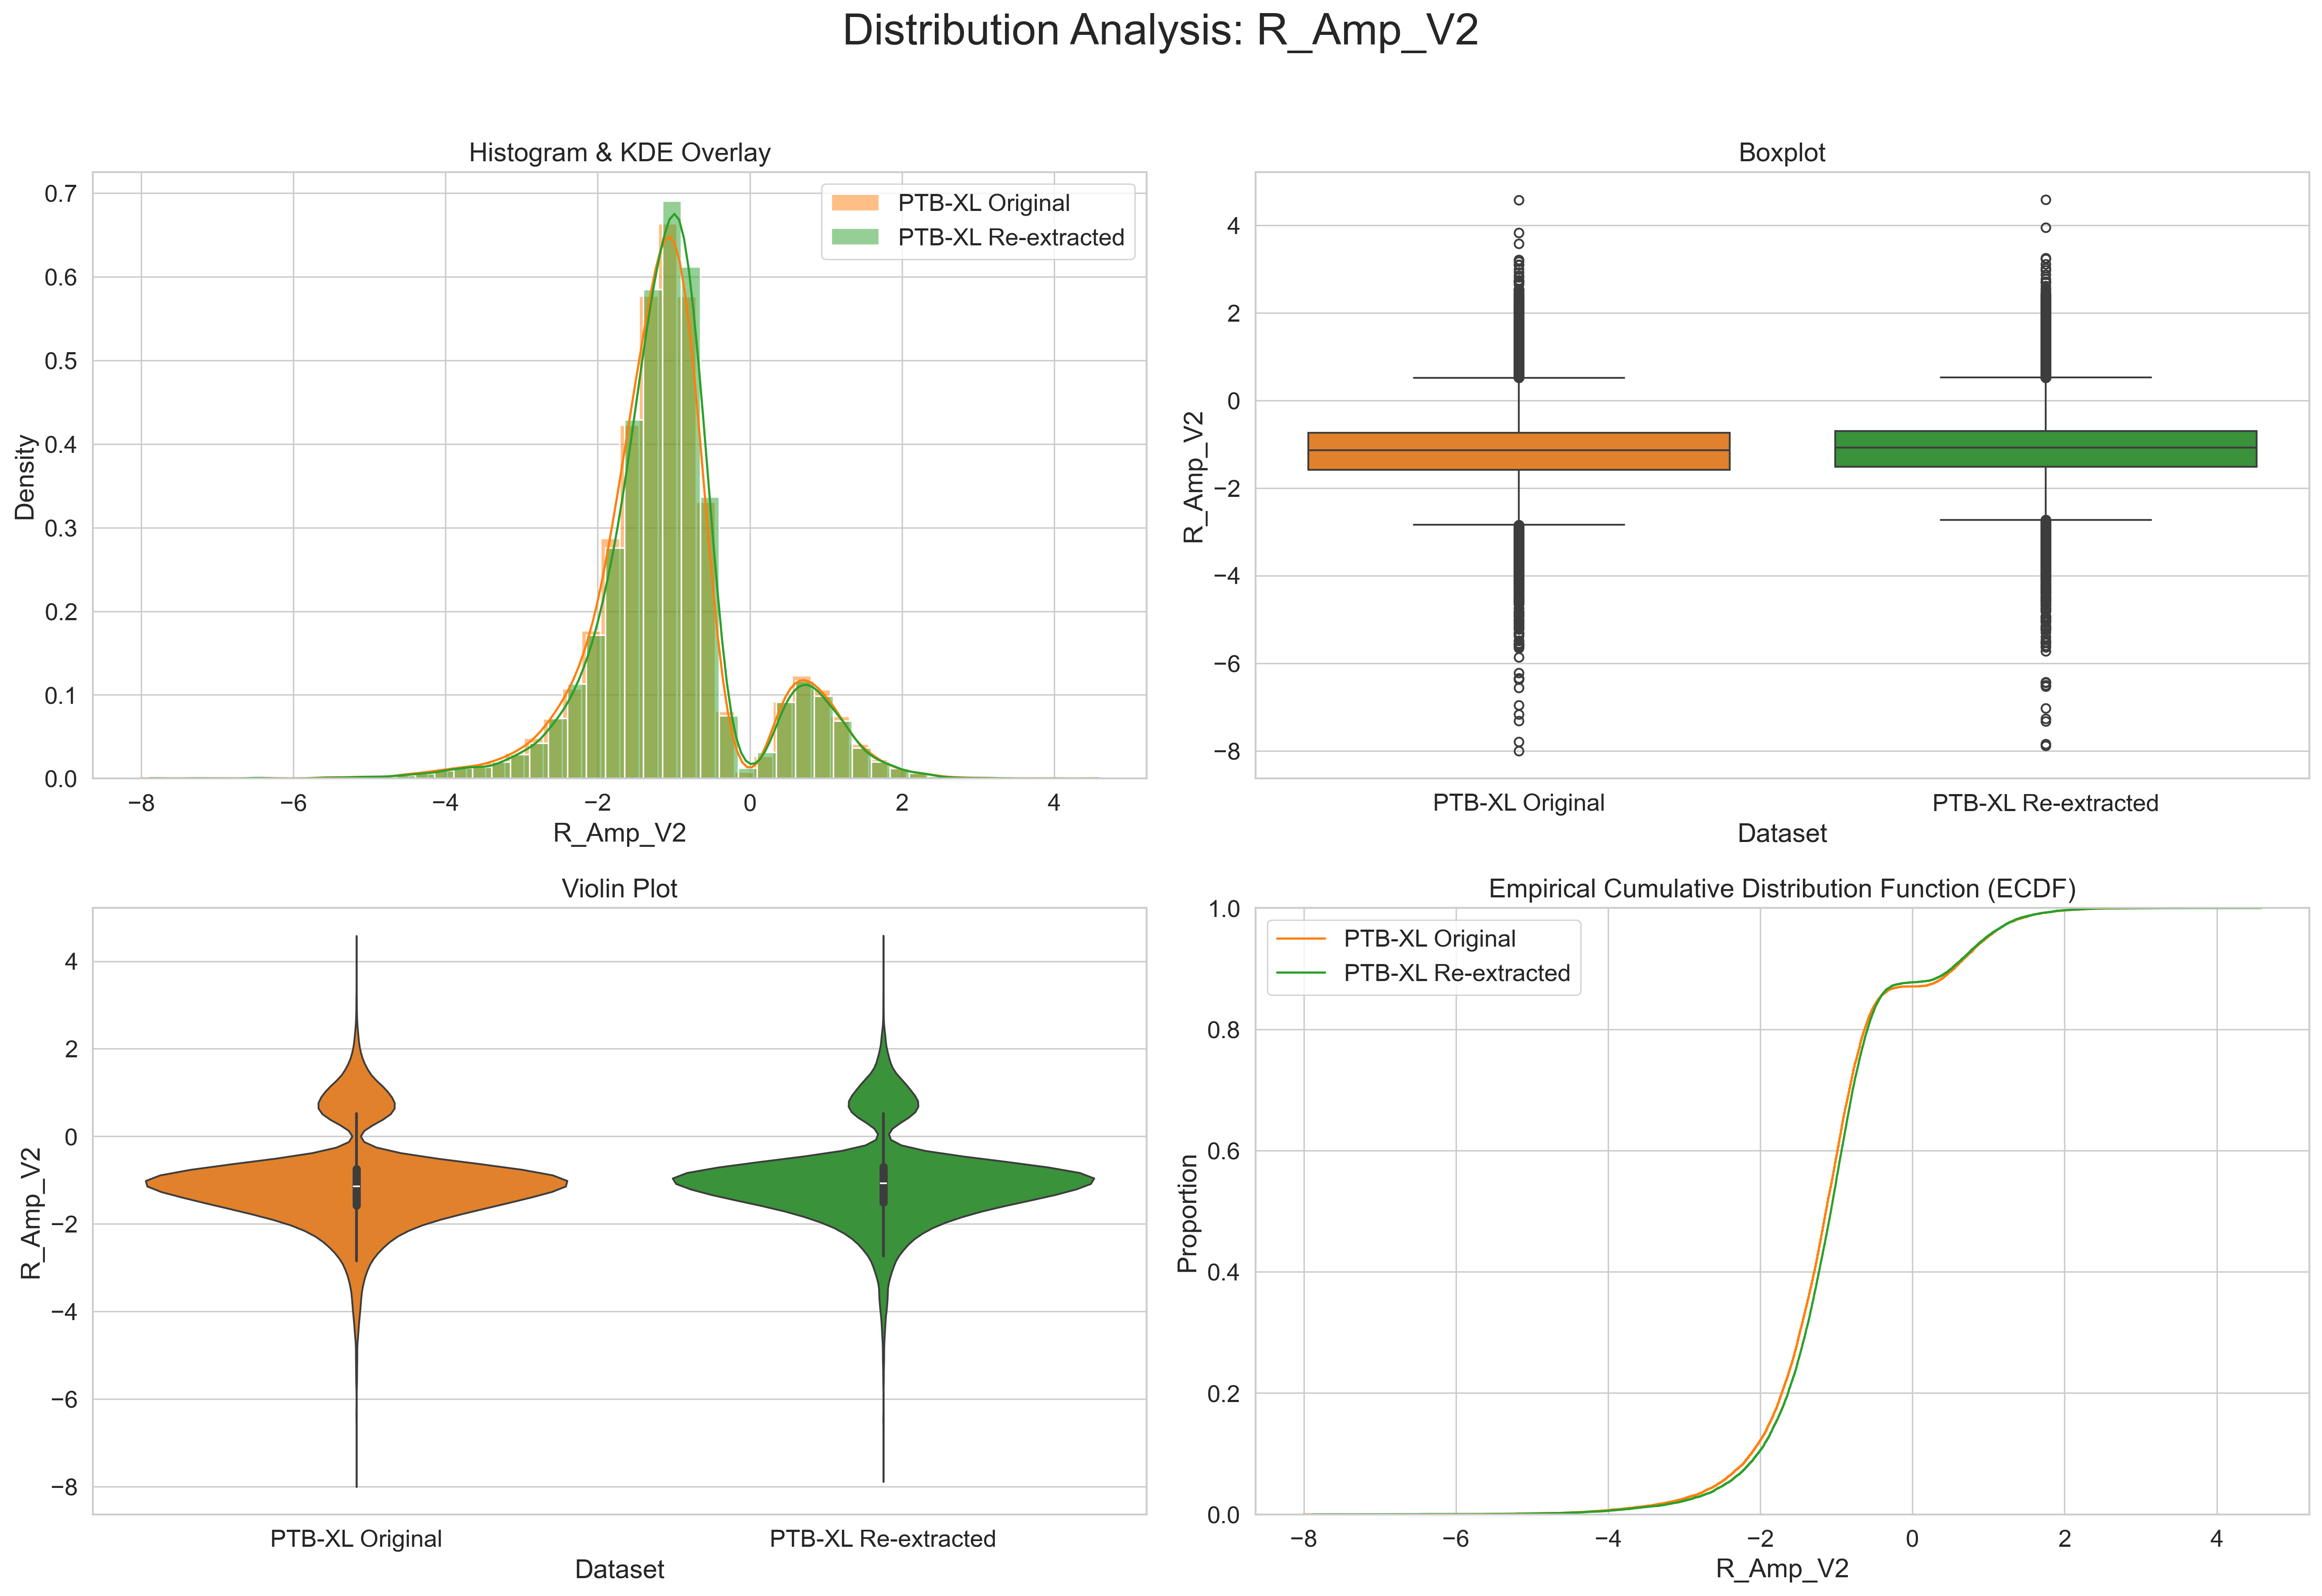 Distribution Analysis: R_Amp_V2
Histogram & KDE Overlay
PTB-XL Original
PTB-XL Re-extracted
0.7
0.6
0.5
0.4
0.3
0.2
0.1
0.0
Density
−8 −6 −4 −2 0 2 4
R_Amp_V2
Boxplot
4
2
0
−2
−4
−6
−8
R_Amp_V2
PTB-XL Original PTB-XL Re-extracted
Dataset
Violin Plot
4
2
0
−2
−4
−6
−8
R_Amp_V2
PTB-XL Original PTB-XL Re-extracted
Dataset
Empirical Cumulative Distribution Function (ECDF)
PTB-XL Original
PTB-XL Re-extracted
1.0
0.8
0.6
0.4
0.2
0.0
Proportion
−8 −6 −4 −2 0 2 4
R_Amp_V2